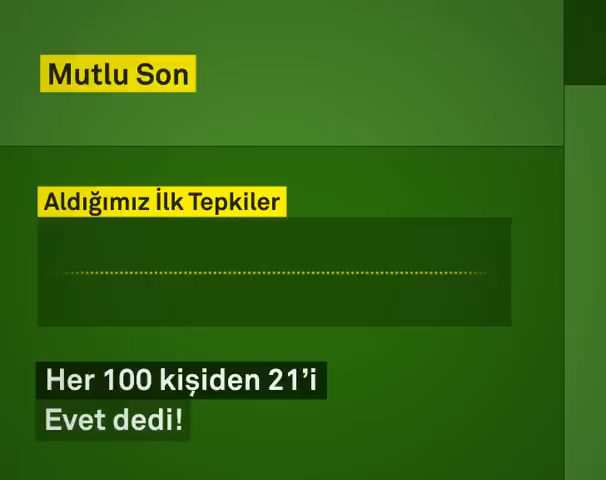 Mutlu Son
Aldığımız İlk Tepkiler
Her 100 kişiden 21’i
Evet dedi!